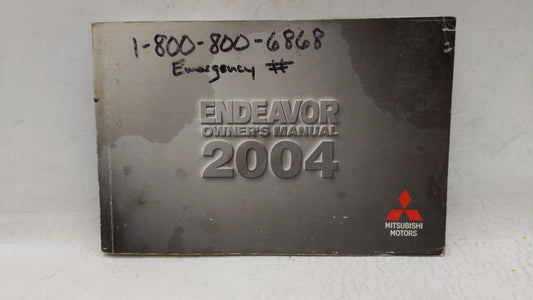 1-800-800-6868
Emergency #
ENDEAVOR
OWNER'S MANUAL
2004
MITSUBISHI
MOTORS